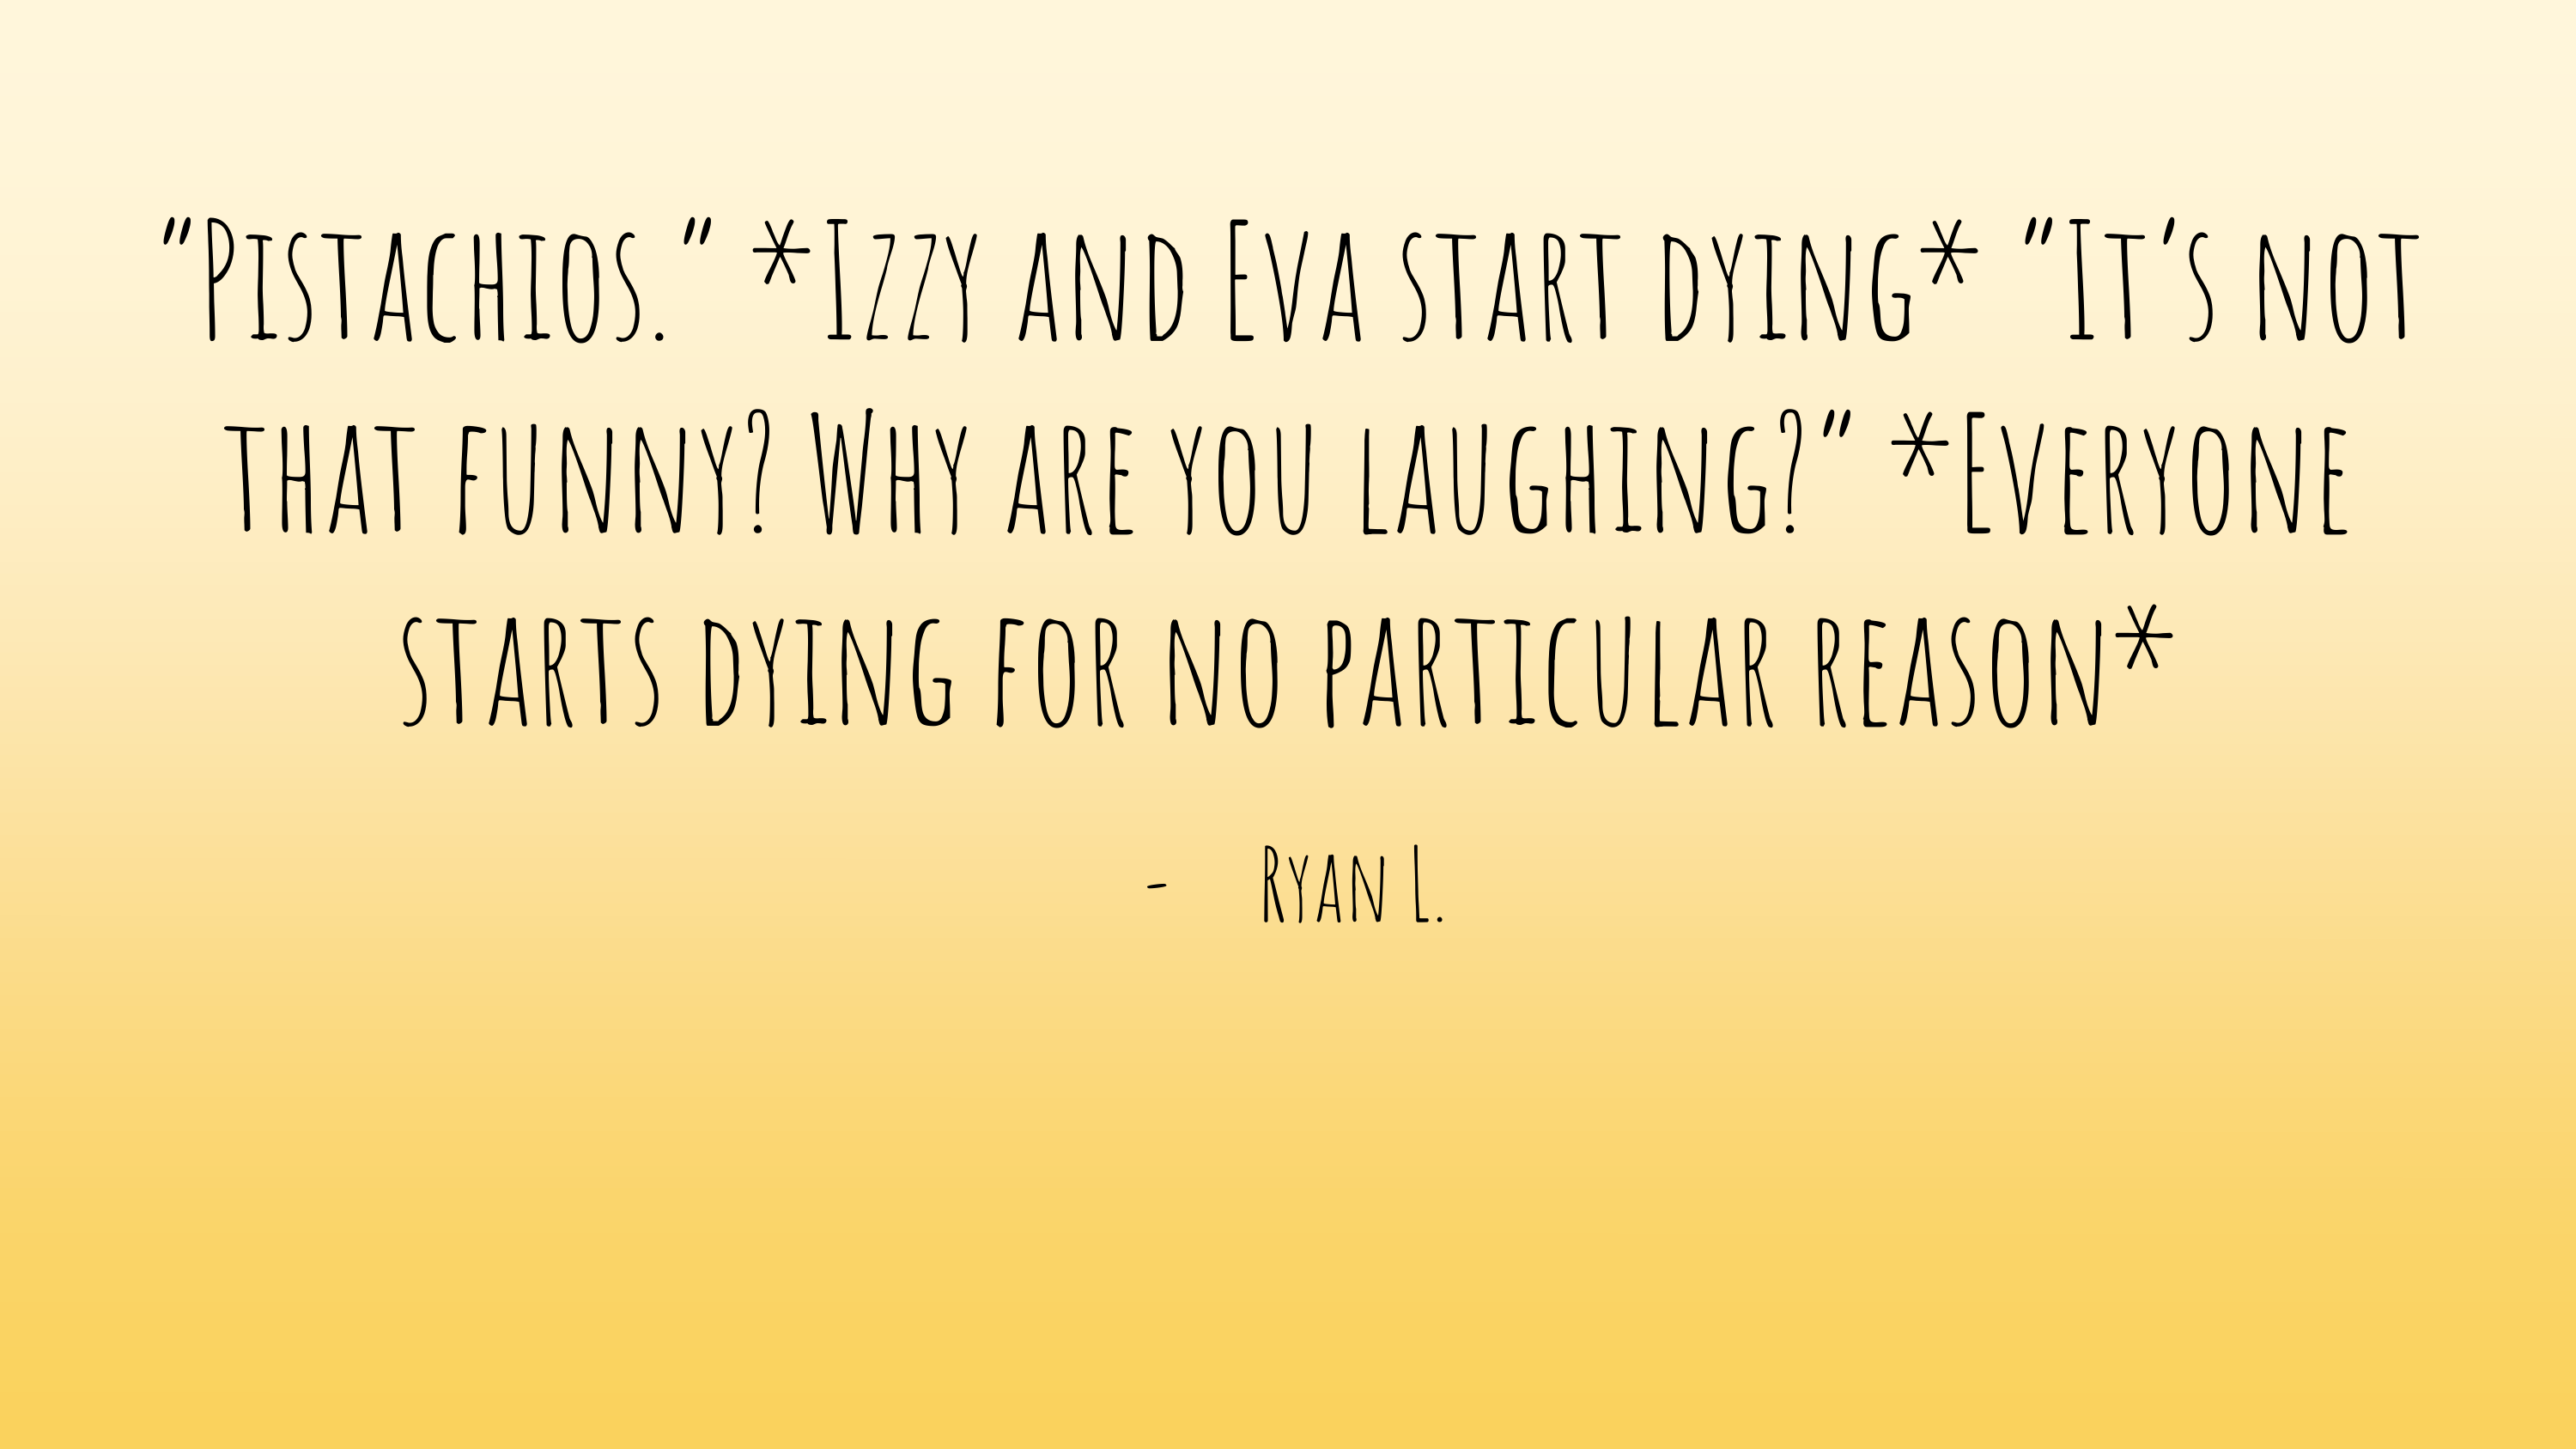 "Pistachios." *Izzy and Eva start dying* "It's not
that funny? Why are you laughing?" *Everyone
starts dying for no particular reason*
- Ryan L.